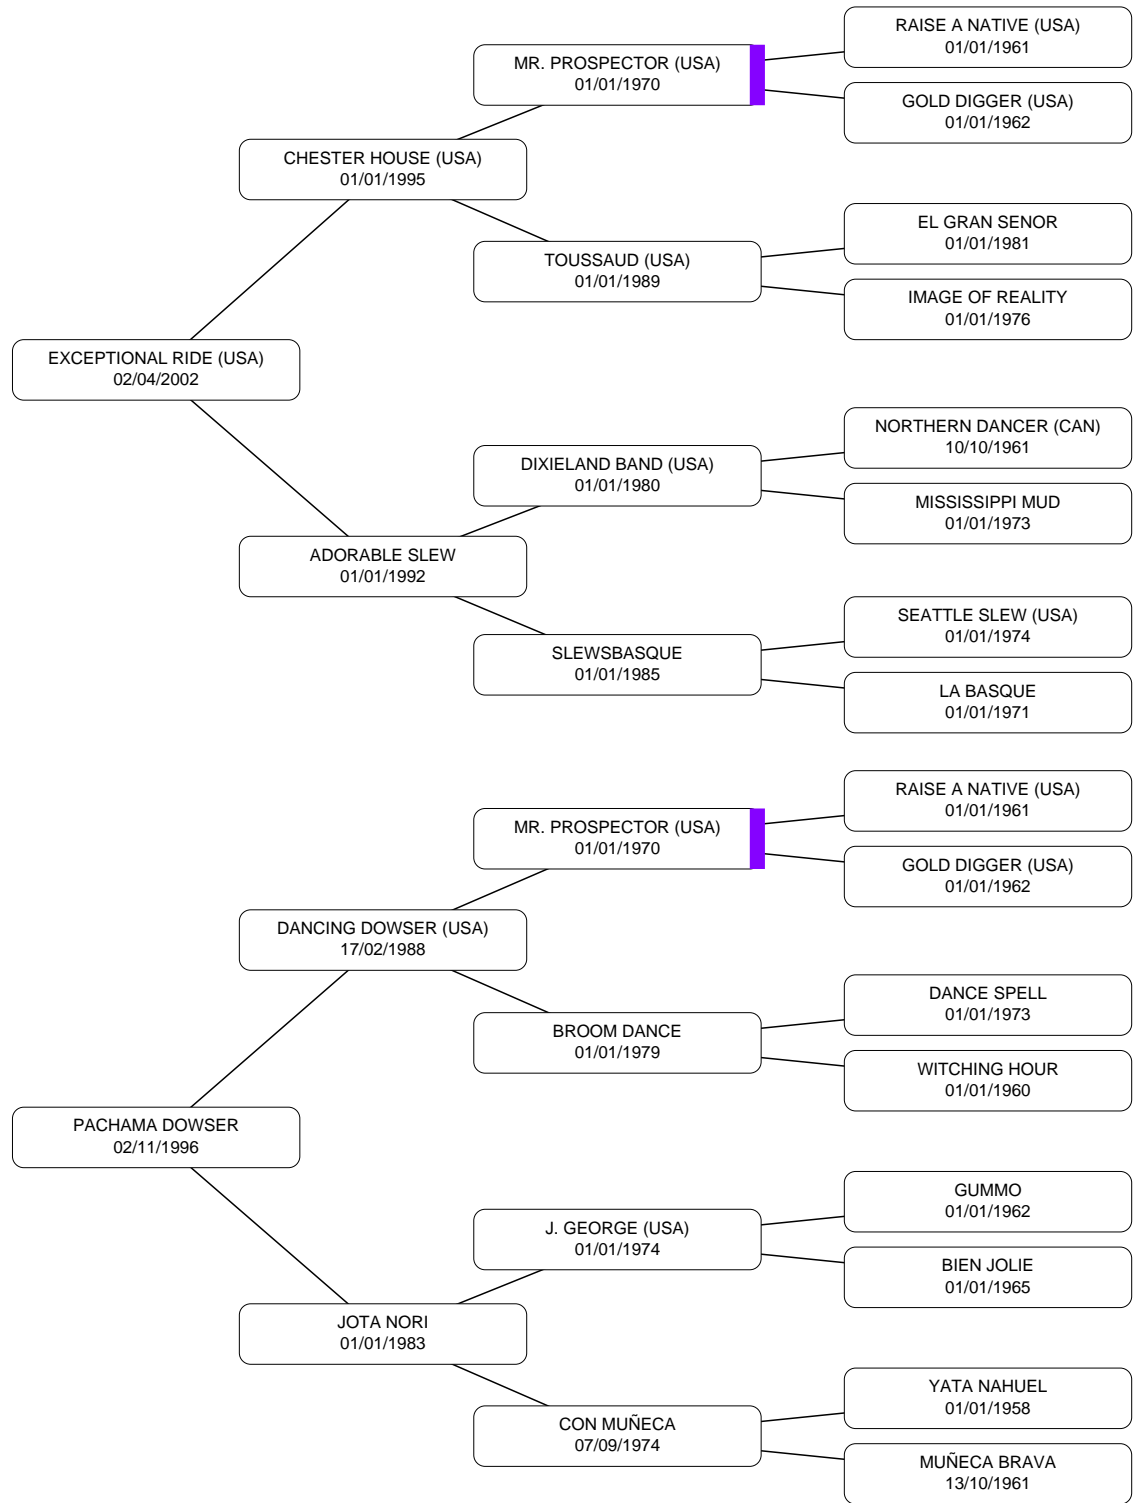 RAISE A NATIVE (USA)
01/01/1961
MR. PROSPECTOR (USA)
01/01/1970
GOLD DIGGER (USA)
01/01/1962
CHESTER HOUSE (USA)
01/01/1995
EL GRAN SENOR
01/01/1981
TOUSSAUD (USA)
01/01/1989
IMAGE OF REALITY
01/01/1976
EXCEPTIONAL RIDE (USA)
02/04/2002
NORTHERN DANCER (CAN)
10/10/1961
DIXIELAND BAND (USA)
01/01/1980
MISSISSIPPI MUD
01/01/1973
ADORABLE SLEW
01/01/1992
SEATTLE SLEW (USA)
01/01/1974
SLEWSBASQUE
01/01/1985
LA BASQUE
01/01/1971
RAISE A NATIVE (USA)
01/01/1961
MR. PROSPECTOR (USA)
01/01/1970
GOLD DIGGER (USA)
01/01/1962
DANCING DOWSER (USA)
17/02/1988
DANCE SPELL
01/01/1973
BROOM DANCE
01/01/1979
WITCHING HOUR
01/01/1960
PACHAMA DOWSER
02/11/1996
GUMMO
01/01/1962
J. GEORGE (USA)
01/01/1974
BIEN JOLIE
01/01/1965
JOTA NORI
01/01/1983
YATA NAHUEL
01/01/1958
CON MUÑECA
07/09/1974
MUÑECA BRAVA
13/10/1961